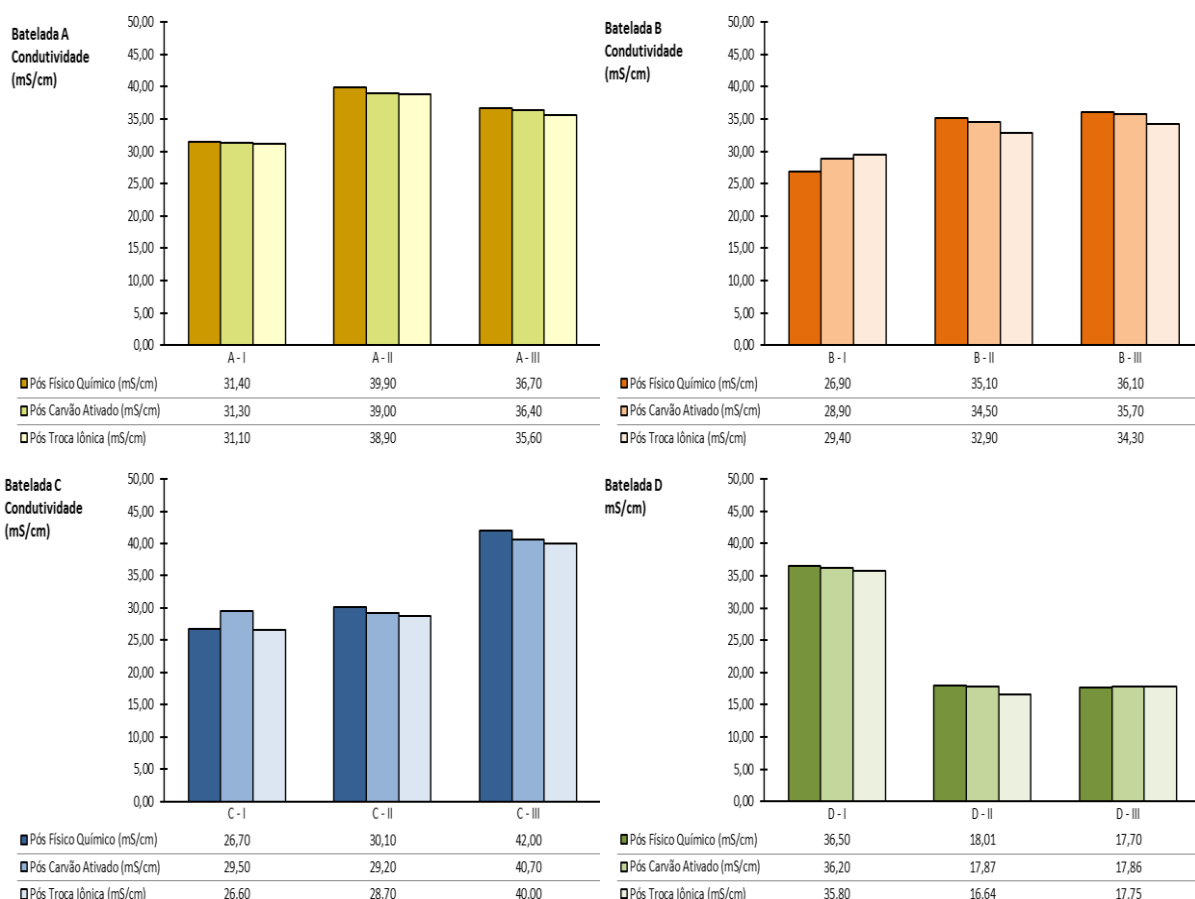 Batelada A
Condutividade
(mS/cm)
50,00
45,00
40,00
35,00
30,00
25,00
20,00
15,00
10,00
5,00
0,00
A - I A - II A - III
Pós Físico Químico (mS/cm) 31,40 39,90 36,70
Pós Carvão Ativado (mS/cm) 31,30 39,00 36,40
Pós Troca Iônica (mS/cm) 31,10 38,90 35,60
Batelada B
Condutividade
(mS/cm)
50,00
45,00
40,00
35,00
30,00
25,00
20,00
15,00
10,00
5,00
0,00
B - I B - II B - III
Pós Físico Químico (mS/cm) 26,90 35,10 36,10
Pós Carvão Ativado (mS/cm) 28,90 34,50 35,70
Pós Troca Iônica (mS/cm) 29,40 32,90 34,30
Batelada C
Condutividade
(mS/cm)
50,00
45,00
40,00
35,00
30,00
25,00
20,00
15,00
10,00
5,00
0,00
C - I C - II C - III
Pós Físico Químico (mS/cm) 26,70 30,10 42,00
Pós Carvão Ativado (mS/cm) 29,50 29,20 40,70
Pós Troca Iônica (mS/cm) 26,60 28,70 40,00
Batelada D
mS/cm)
50,00
45,00
40,00
35,00
30,00
25,00
20,00
15,00
10,00
5,00
0,00
D - I D - II D - III
Pós Físico Químico (mS/cm) 36,50 18,01 17,70
Pós Carvão Ativado (mS/cm) 36,20 17,87 17,86
Pós Troca Iônica (mS/cm) 35,80 16,64 17,75